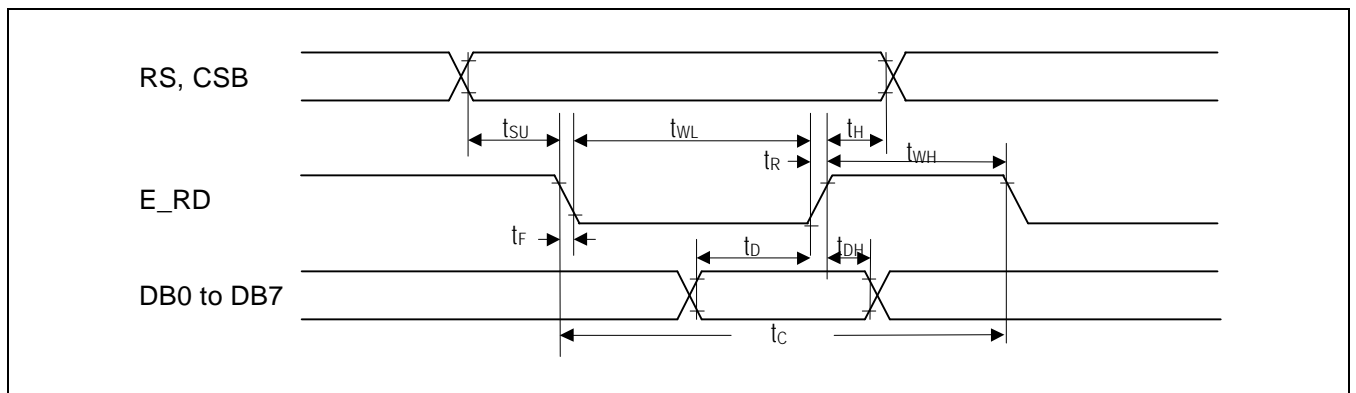 RS, CSB
tSU
tWL
tH
tR
tWH
E_RD
tF
tD
tDH
DB0 to DB7
tC